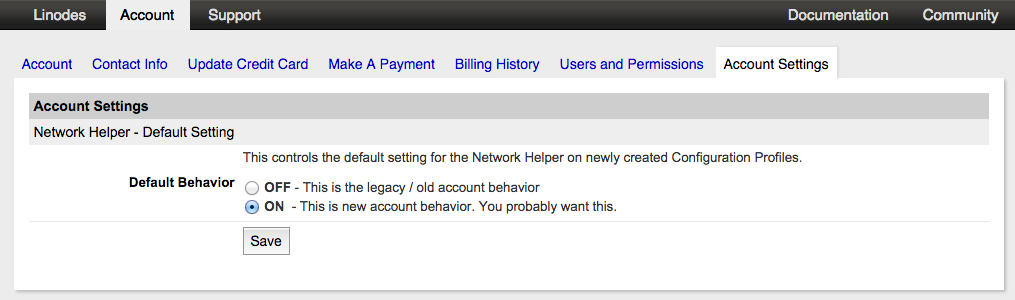 Linodes Account Support Documentation Community
Account Contact Info Update Credit Card Make A Payment Billing History Users and Permissions Account Settings
Account Settings
Network Helper - Default Setting
This controls the default setting for the Network Helper on newly created Configuration Profiles.
Default Behavior OFF - This is the legacy / old account behavior
ON - This is new account behavior. You probably want this.
Save